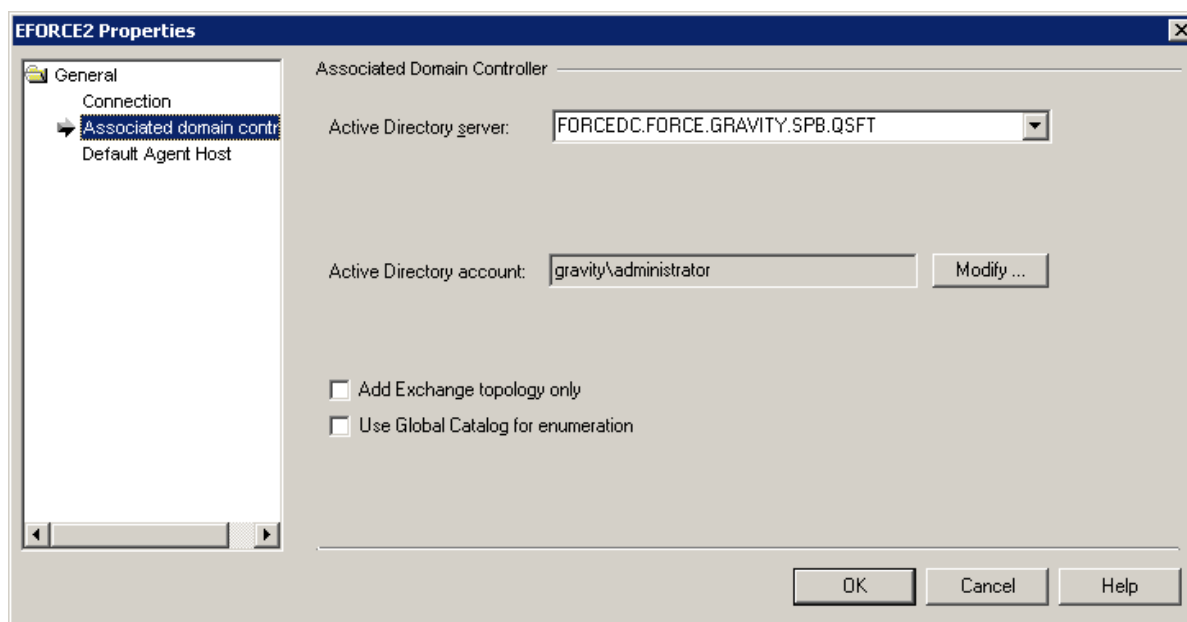 EFORCE2 Properties
General
Connection
Associated domain contr
Default Agent Host
Associated Domain Controller
Active Directory server: FORCEDC.FORCE.GRAVITY.SPB.QSFT
Active Directory account: gravity\administrator Modify ...
Add Exchange topology only
Use Global Catalog for enumeration
OK Cancel Help